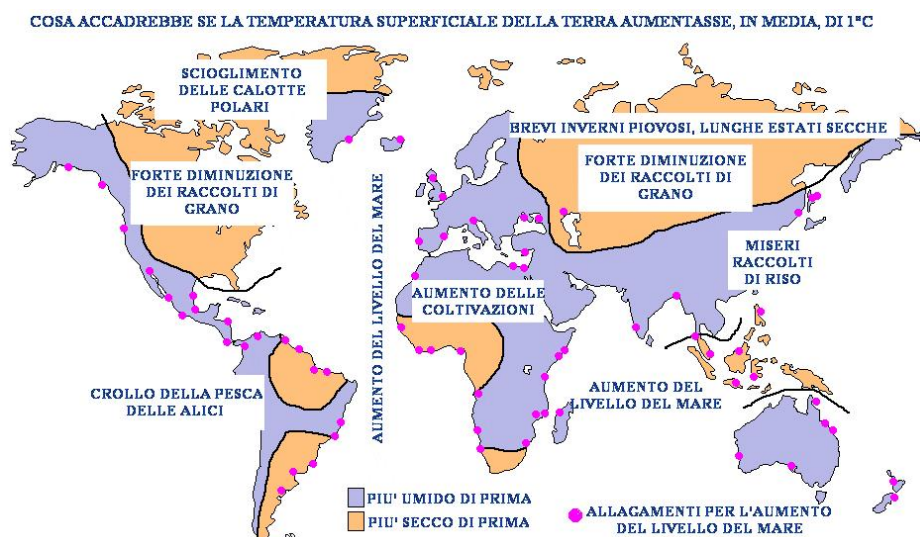 COSA ACCADREBBE SE LA TEMPERATURA SUPERFICIALE DELLA TERRA AUMENTASSE, IN MEDIA, DI 1°C
SCIOGLIMENTO
DELLE CALOTTE
POLARI
BREVI INVERNI PIOVOSI, LUNGHE ESTATI SECCHE
FORTE DIMINUZIONE
DEI RACCOLTI DI
GRANO
FORTE DIMINUZIONE
DEI RACCOLTI DI
GRANO
AUMENTO DEL LIVELLO DEL MARE
MISERI
RACCOLTI
DI RISO
AUMENTO DELLE
COLTIVAZIONI
CROLLO DELLA PESCA
DELLE ALICI
AUMENTO DEL
LIVELLO DEL MARE
PIU' UMIDO DI PRIMA
PIU' SECCO DI PRIMA
ALLAGAMENTI PER L'AUMENTO
DEL LIVELLO DEL MARE